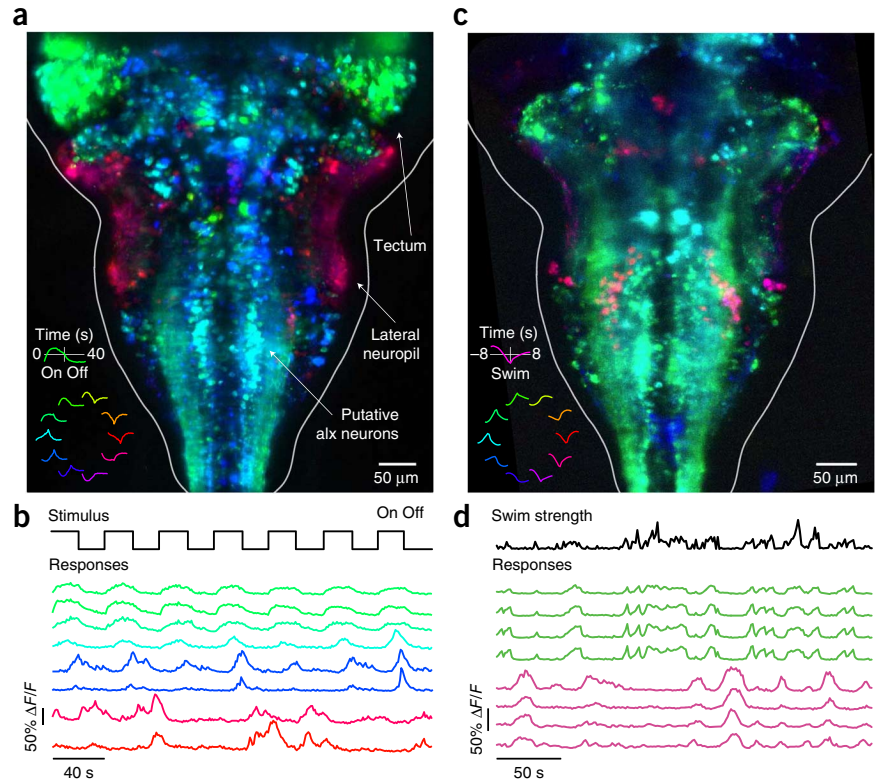 a
Tectum
Lateral
neuropil
Putative
alx neurons
Time (s)
0 40
On Off
50 μm
c
Time (s)
–8 8
Swim
50 μm
b
Stimulus
On Off
Responses
50% ΔF/F
40 s
d
Swim strength
Responses
50% ΔF/F
50 s